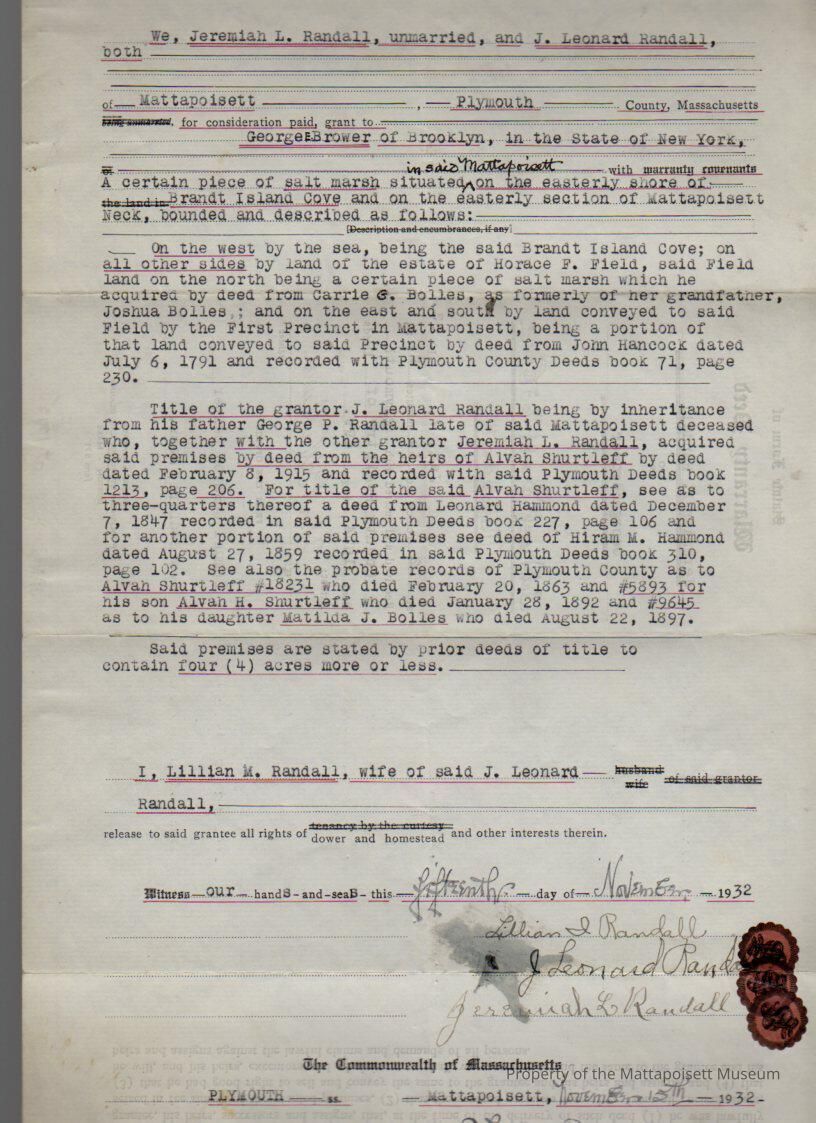 We, Jeremiah L. Randall, unmarried, and J. Leonard Randall,
both
of Mattapoisett, Plymouth County, Massachusetts
being unmarried, for consideration paid, grant to
George E Brower of Brooklyn, in the State of New York,
of with warranty covenants
in said Mattapoisett
A certain piece of salt marsh situated ^ on the easterly shore of
the land in Brandt Island Cove and on the easterly section of Mattapoisett
Neck, bounded and described as follows:
[Description and encumbrances, if any]
On the west by the sea, being the said Brandt Island Cove; on
all other sides by land of the estate of Horace F. Field, said Field
land on the north being a certain piece of salt marsh which he
acquired by deed from Carrie G. Bolles, as formerly of her grandfather,
Joshua Bolles ; and on the east and south by land conveyed to said
Field by the First Precinct in Mattapoisett, being a portion of
that land conveyed to said Precinct by deed from John Hancock dated
July 6, 1791 and recorded with Plymouth County Deeds book 71, page
230.
Title of the grantor J. Leonard Randall being by inheritance
from his father George P. Randall late of said Mattapoisett deceased
who, together with the other grantor Jeremiah L. Randall, acquired
said premises by deed from the heirs of Alvah Shurtleff by deed
dated February 8, 1915 and recorded with said Plymouth Deeds book
1213, page 206. For title of the said Alvah Shurtleff, see as to
three-quarters thereof a deed from Leonard Hammond dated December
7, 1847 recorded in said Plymouth Deeds book 227, page 106 and
for another portion of said premises see deed of Hiram M. Hammond
dated August 27, 1859 recorded in said Plymouth Deeds book 310,
page 102. See also the probate records of Plymouth County as to
Alvah Shurtleff #18231 who died February 20, 1863 and #5893 for
his son Alvah H. Shurtleff who died January 28, 1892 and #9645
as to his daughter Matilda J. Bolles who died August 22, 1897.
Said premises are stated by prior deeds of title to
contain four (4) acres more or less.
I, Lillian M. Randall, wife of said J. Leonard husband of said grantor
wife
Randall,
release to said grantee all rights of tenancy by the curtesy and other interests therein.
dower and homestead
Witness our hands and seals this fifteenth day of November 1932
Lillian I Randall
J Leonard Randa
Jeremiah L Randall
The Commonwealth of Massachusetts
Property of the Mattapoisett Museum
PLYMOUTH ss. Mattapoisett, November 15th 1932